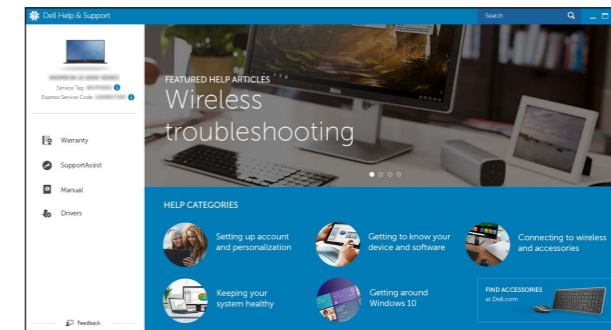 Dell Help & Support
Search
Service Tag
Express Service Code
Warranty
SupportAssist
Manual
Drivers
Feedback
FEATURED HELP ARTICLES
Wireless
troubleshooting
HELP CATEGORIES
Setting up account
and personalization
Getting to know your
device and software
Connecting to wireless
and accessories
Keeping your
system healthy
Getting around
Windows 10
FIND ACCESSORIES
at Dell.com